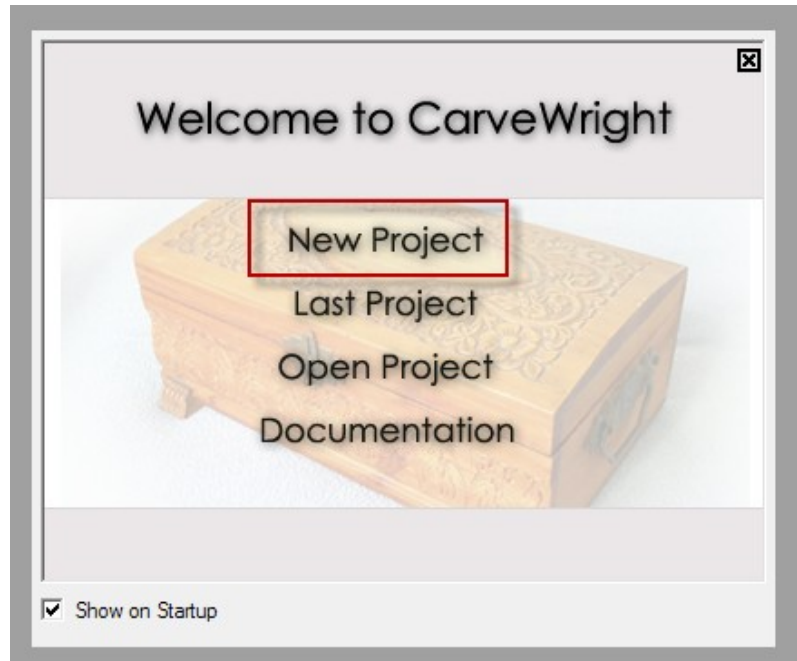 Welcome to CarveWright
New Project
Last Project
Open Project
Documentation
Show on Startup